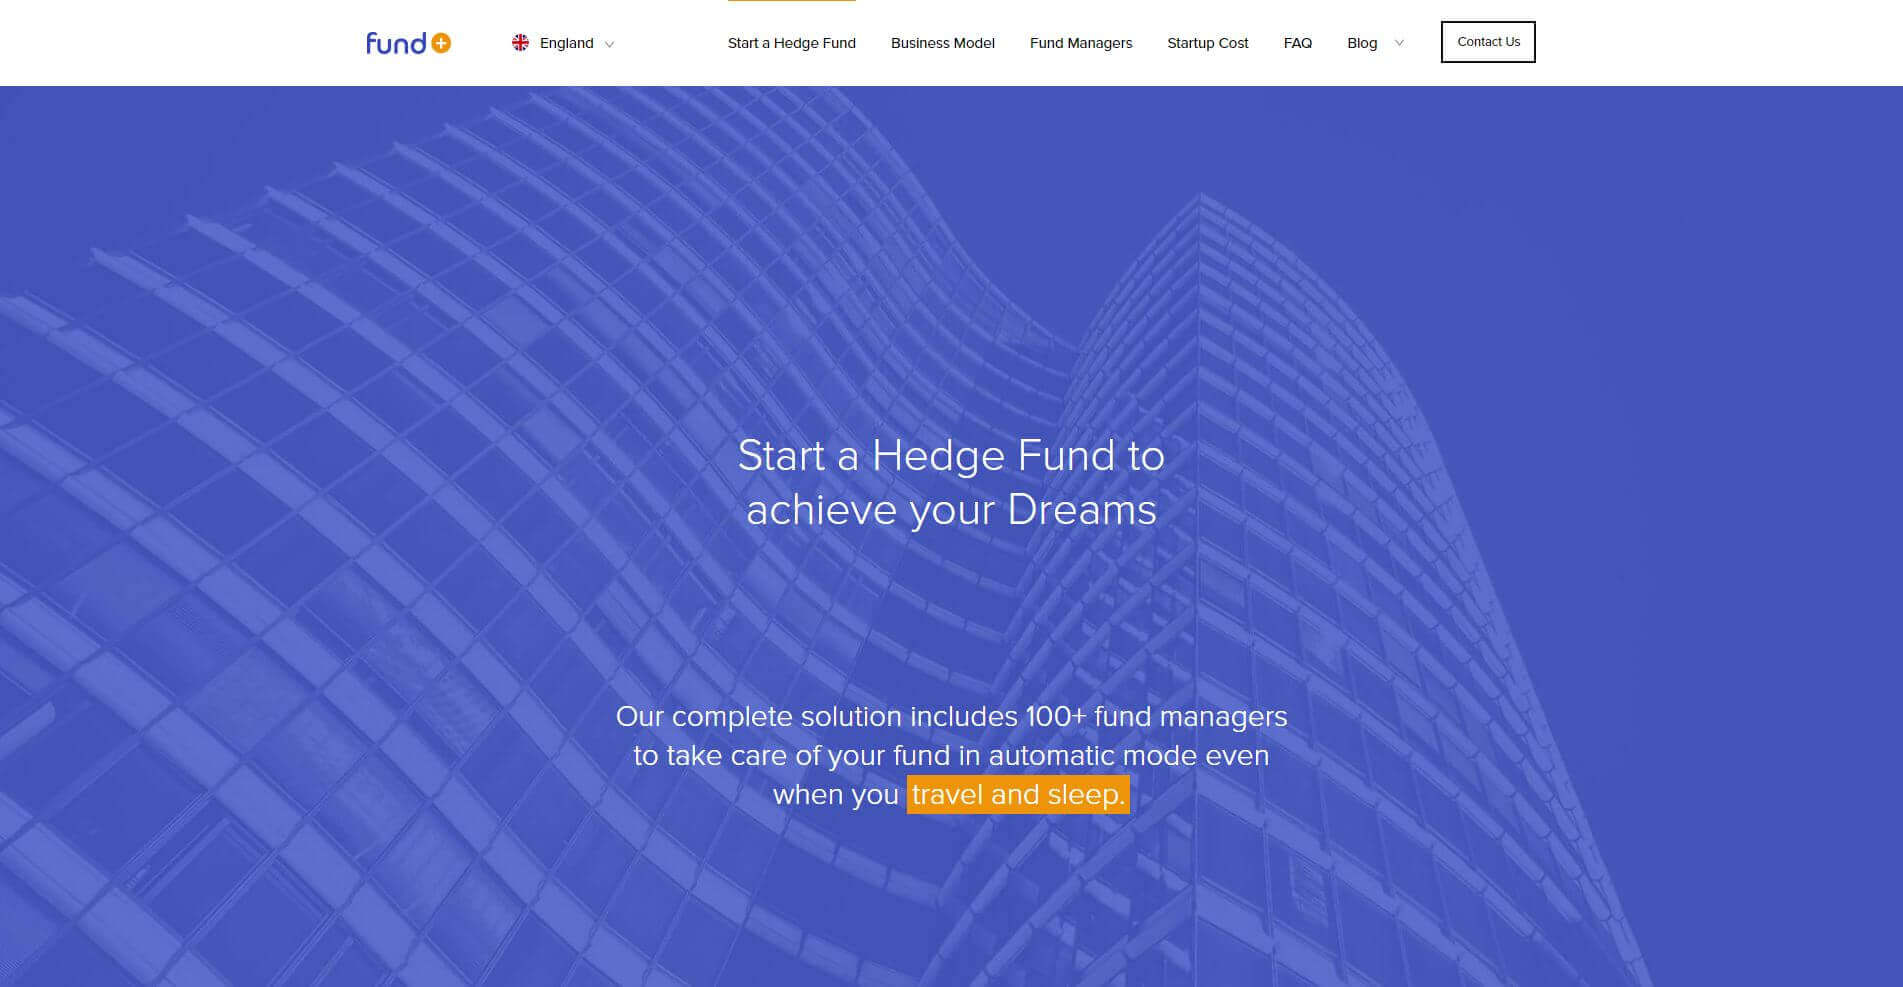 fund+
England
Start a Hedge Fund
Business Model
Fund Managers
Startup Cost
FAQ
Blog
Contact Us
Start a Hedge Fund to
achieve your Dreams
Our complete solution includes 100+ fund managers
to take care of your fund in automatic mode even
when you travel and sleep.